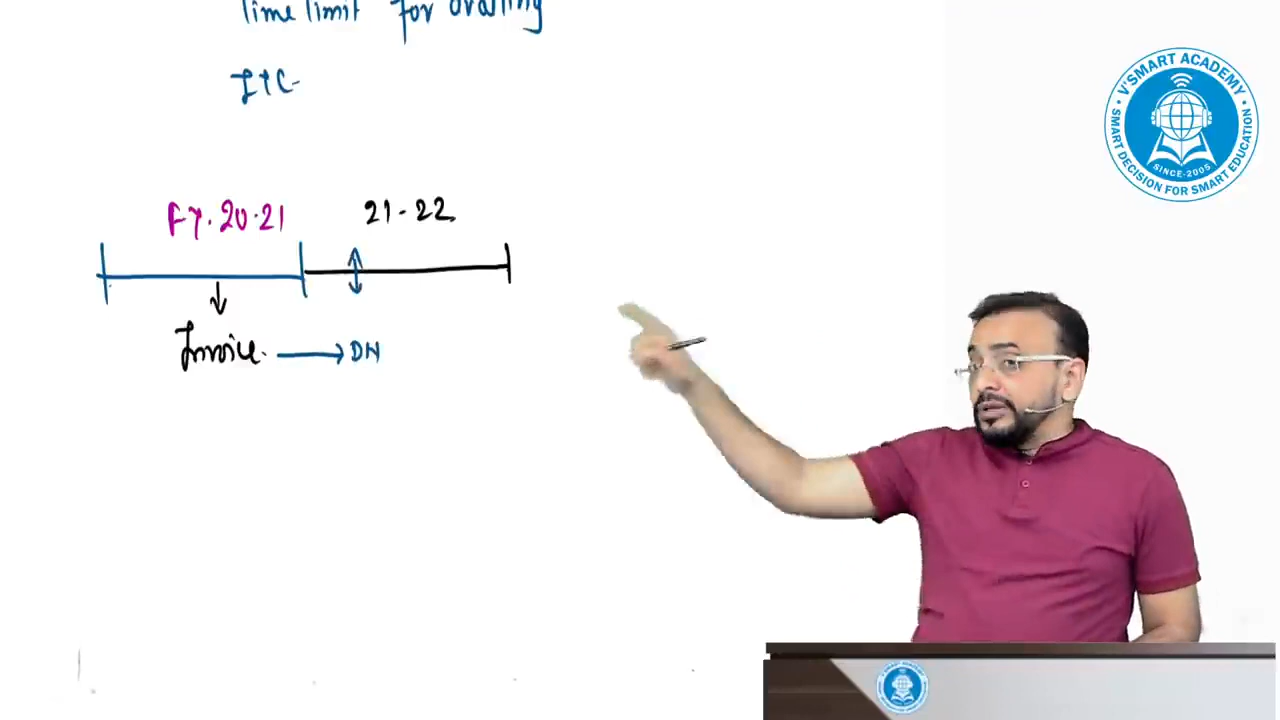 Time limit for availing
ITC-
F.Y. 20-21 21-22
Invoice. → DN
V'SMART ACADEMY
SMART DECISION FOR SMART EDUCATION
SINCE-2005